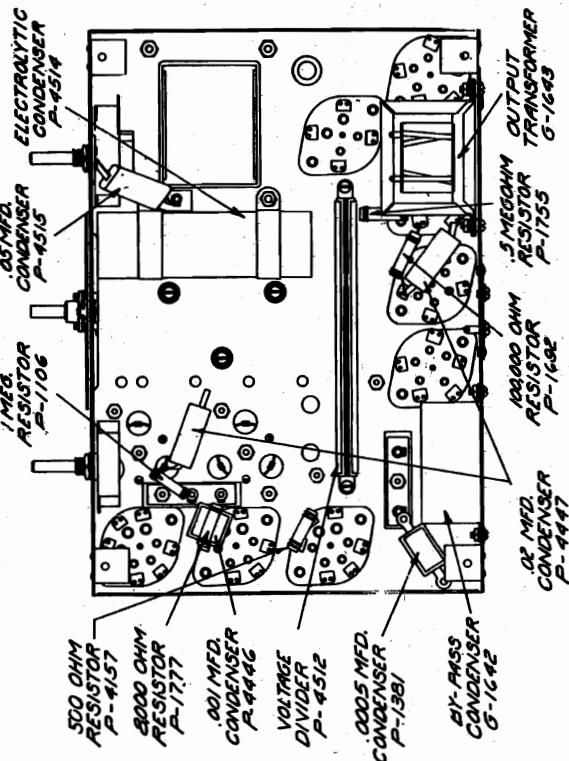 .05 MFD.
CONDENSER
P-4515
ELECTROLYTIC
CONDENSER
P-4514
1 MEG.
RESISTOR
P-1106
OUTPUT
TRANSFORMER
G-1643
.5 MEGOHM
RESISTOR
P-1755
100,000 OHM
RESISTOR
P-1692
.02 MFD.
CONDENSER
P-4447
500 OHM
RESISTOR
P-4157
8000 OHM
RESISTOR
P-1777
.001 MFD.
CONDENSER
P-4446
VOLTAGE
DIVIDER
P-4512
.0005 MFD.
CONDENSER
P-1381
BY-PASS
CONDENSER
G-1642